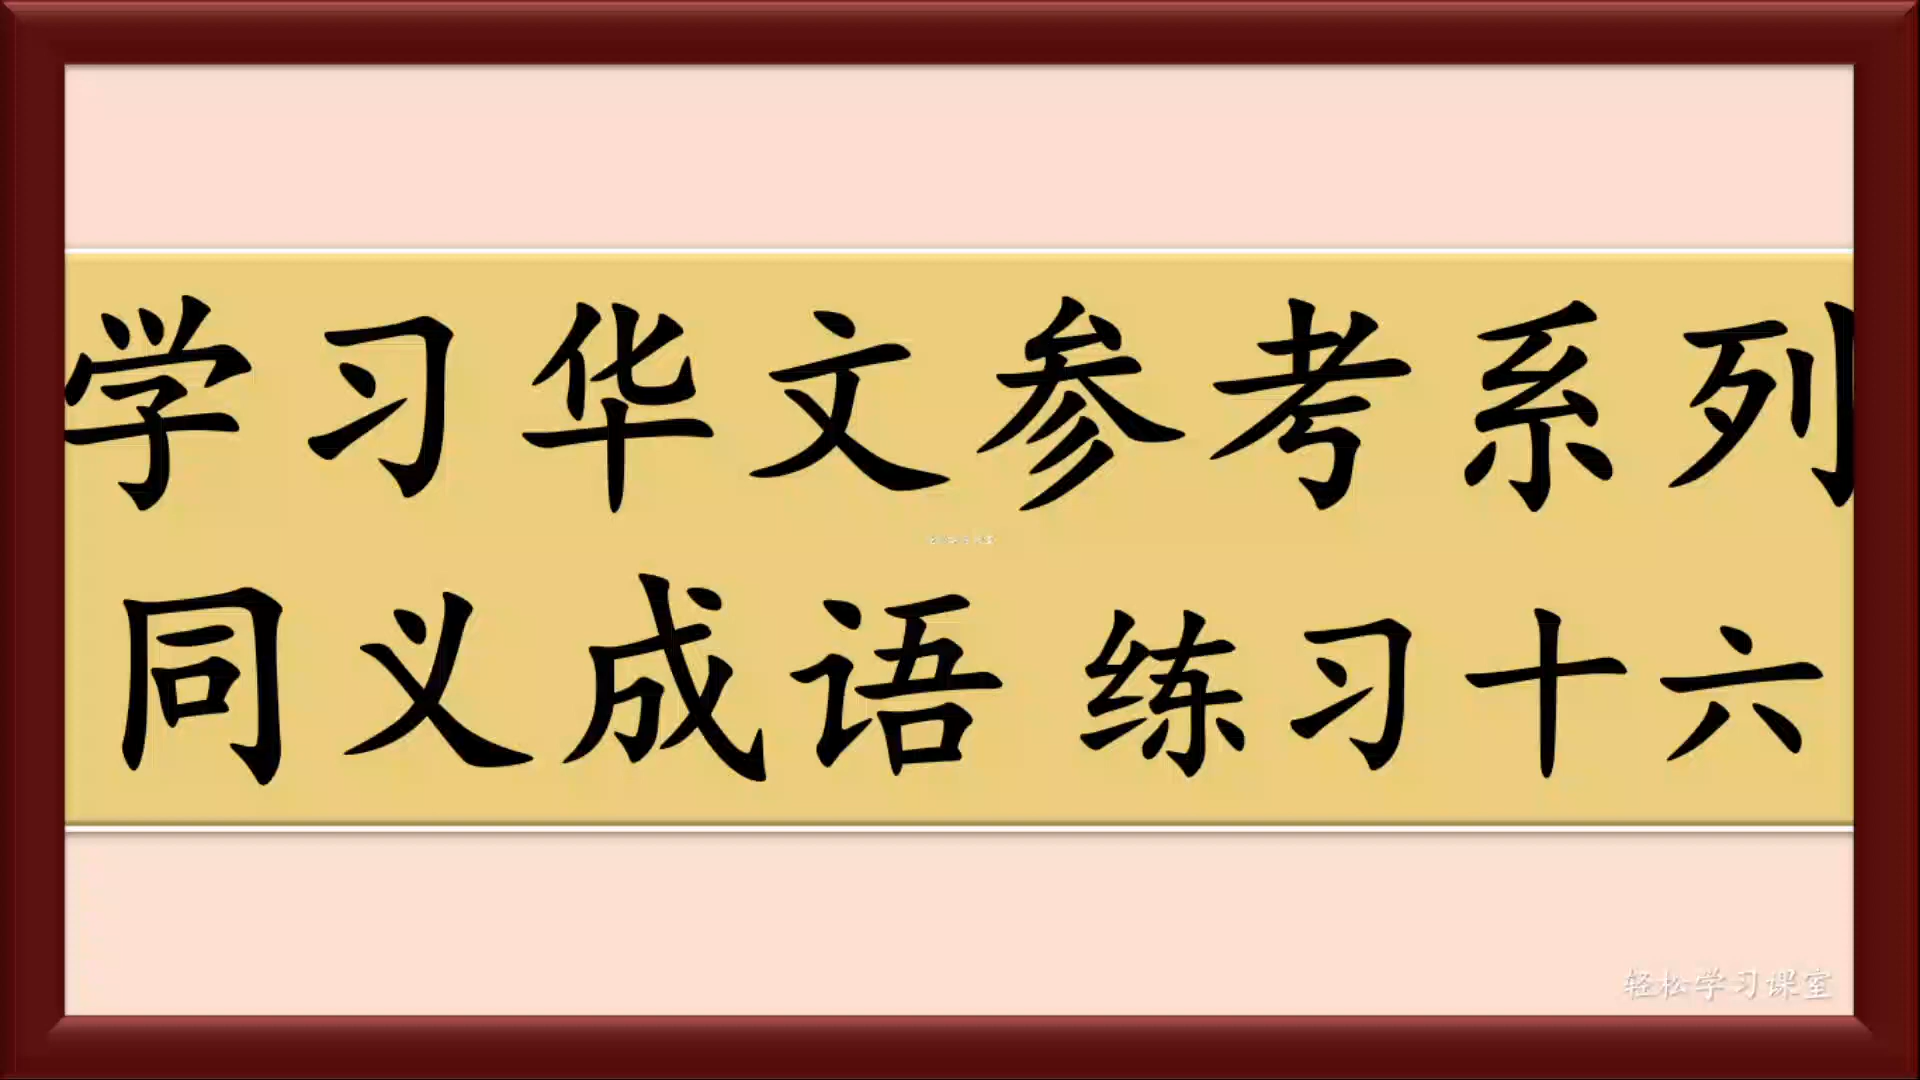 学习华文参考系列
同义成语 练习十六
轻松学习课室